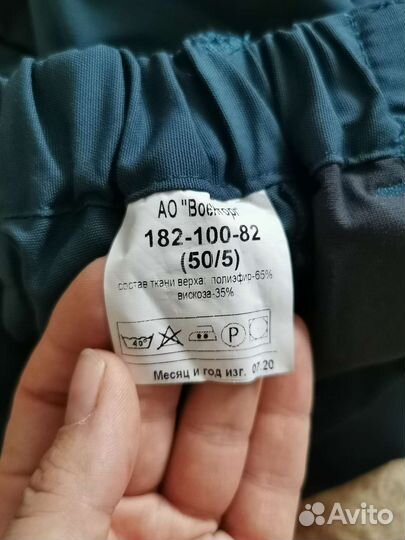 АО "Военторг"
182-100-82
(50/5)
состав ткани верха: полиэфир-65%
вискоза-35%
40°
P
Месяц и год изг. 07.20
Avito